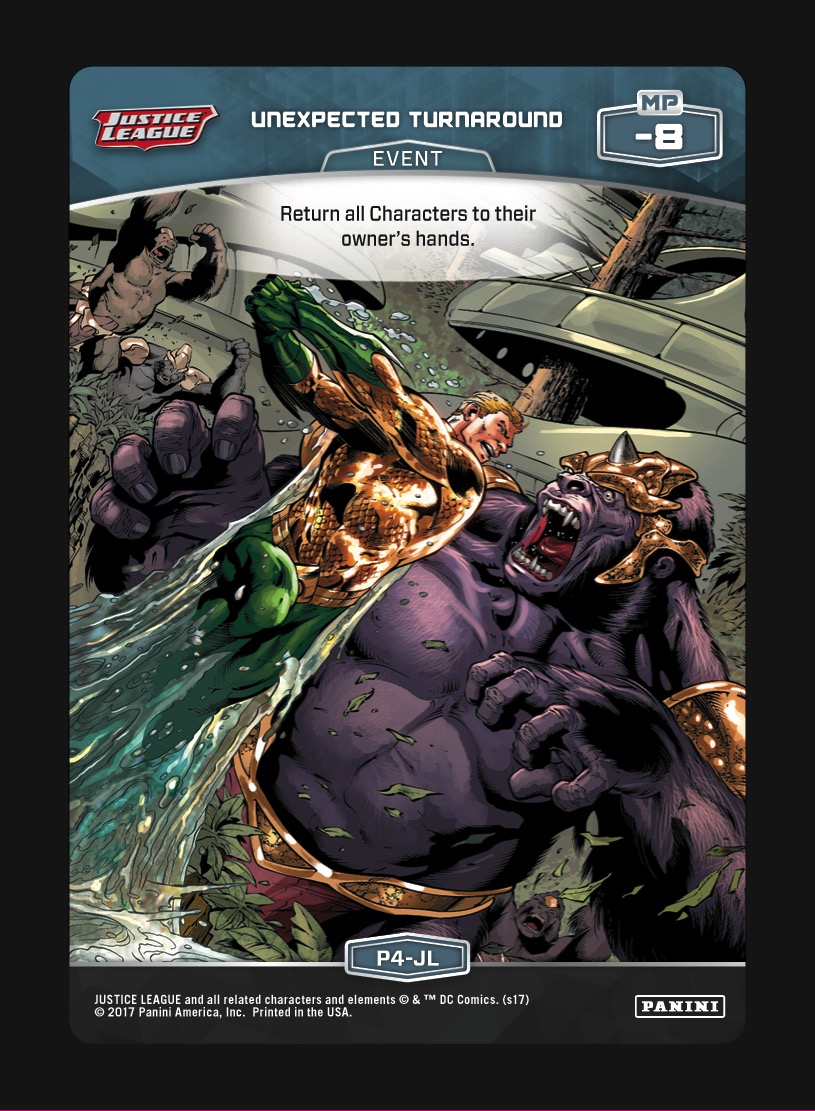 JUSTICE
LEAGUE
UNEXPECTED TURNAROUND
MP
-8
EVENT
Return all Characters to their
owner's hands.
P4-JL
JUSTICE LEAGUE and all related characters and elements © & ™ DC Comics. (s17)
© 2017 Panini America, Inc. Printed in the USA.
PANINI